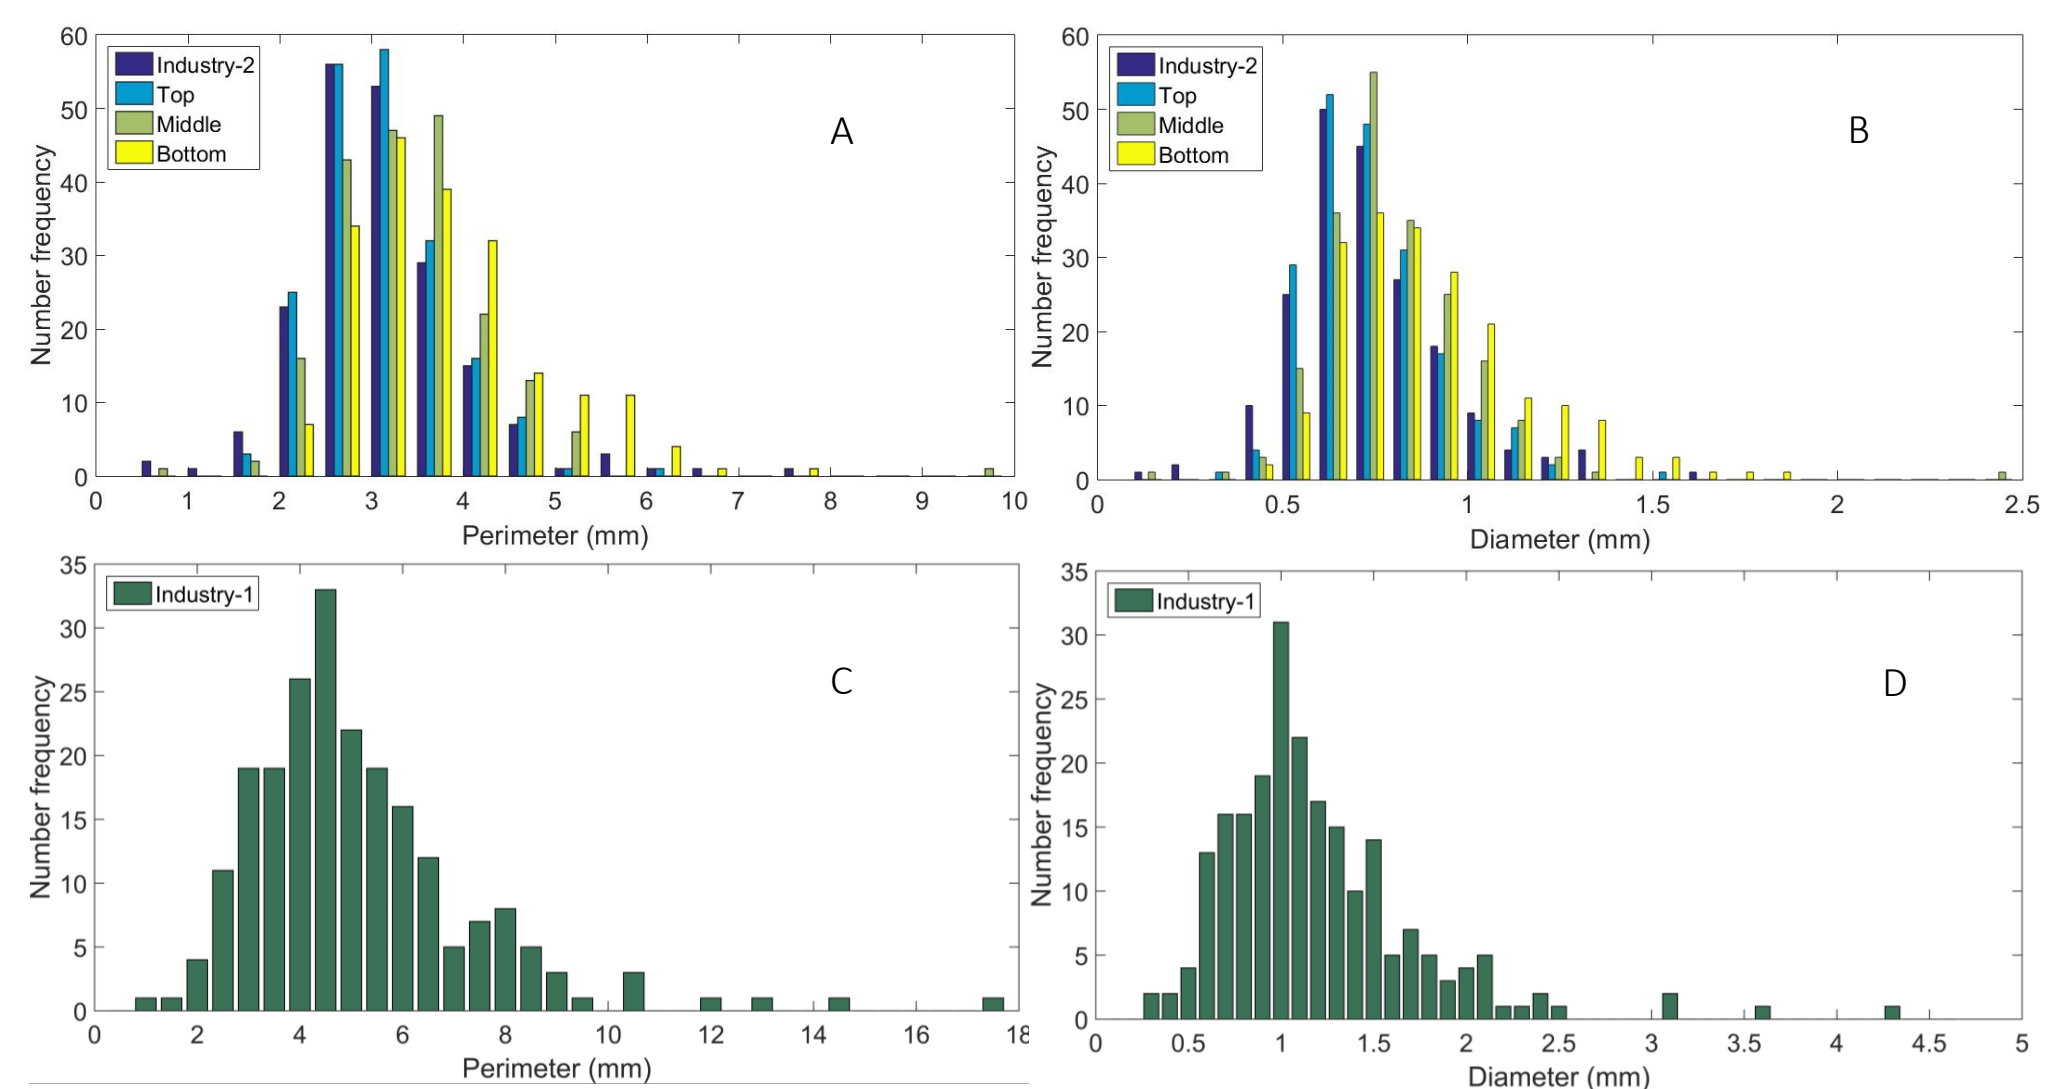 60
50
40
30
20
10
0
Number frequency
Industry-2
Top
Middle
Bottom
A
0 1 2 3 4 5 6 7 8 9 10
Perimeter (mm)
60
50
40
30
20
10
0
Number frequency
Industry-2
Top
Middle
Bottom
B
0 0.5 1 1.5 2 2.5
Diameter (mm)
35
30
25
20
15
10
5
0
Number frequency
Industry-1
C
0 2 4 6 8 10 12 14 16 18
Perimeter (mm)
35
30
25
20
15
10
5
0
Number frequency
Industry-1
D
0 0.5 1 1.5 2 2.5 3 3.5 4 4.5 5
Diameter (mm)